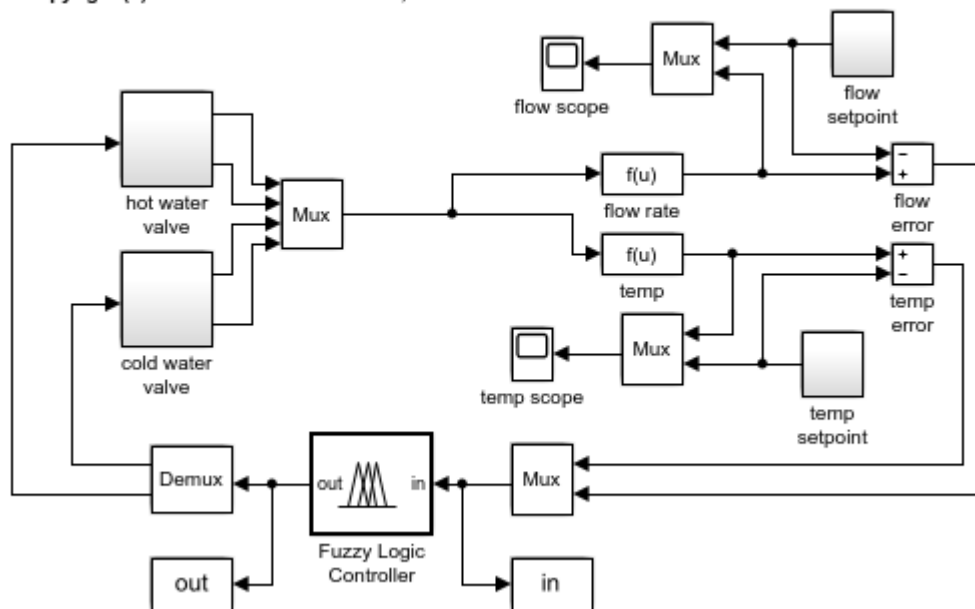 Mux
flow scope
flow
setpoint
hot water
valve
Mux
f(u)
flow rate
−
+
flow
error
f(u)
temp
+
−
temp
error
cold water
valve
Mux
temp scope
temp
setpoint
Demux
out
in
Mux
Fuzzy Logic
Controller
out
in